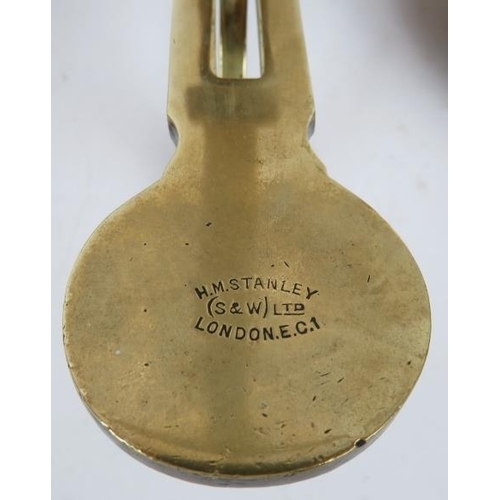 H.M.STANLEY
(S & W) LTD
LONDON.E.C.1